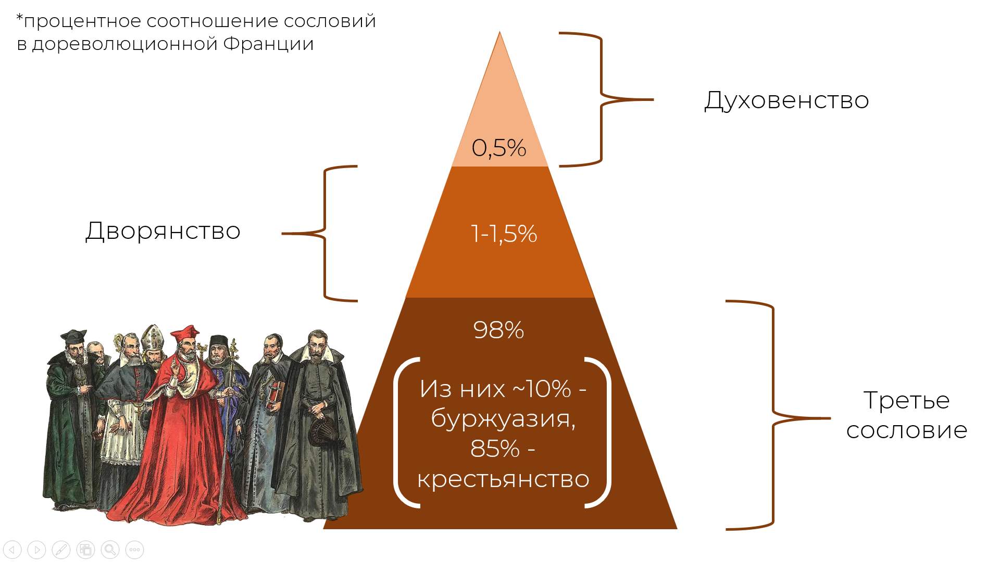 *процентное соотношение сословий
в дореволюционной Франции
Духовенство
0,5%
Дворянство
1-1,5%
98%
Из них ~10% -
буржуазия,
85% -
крестьянство
Третье
сословие